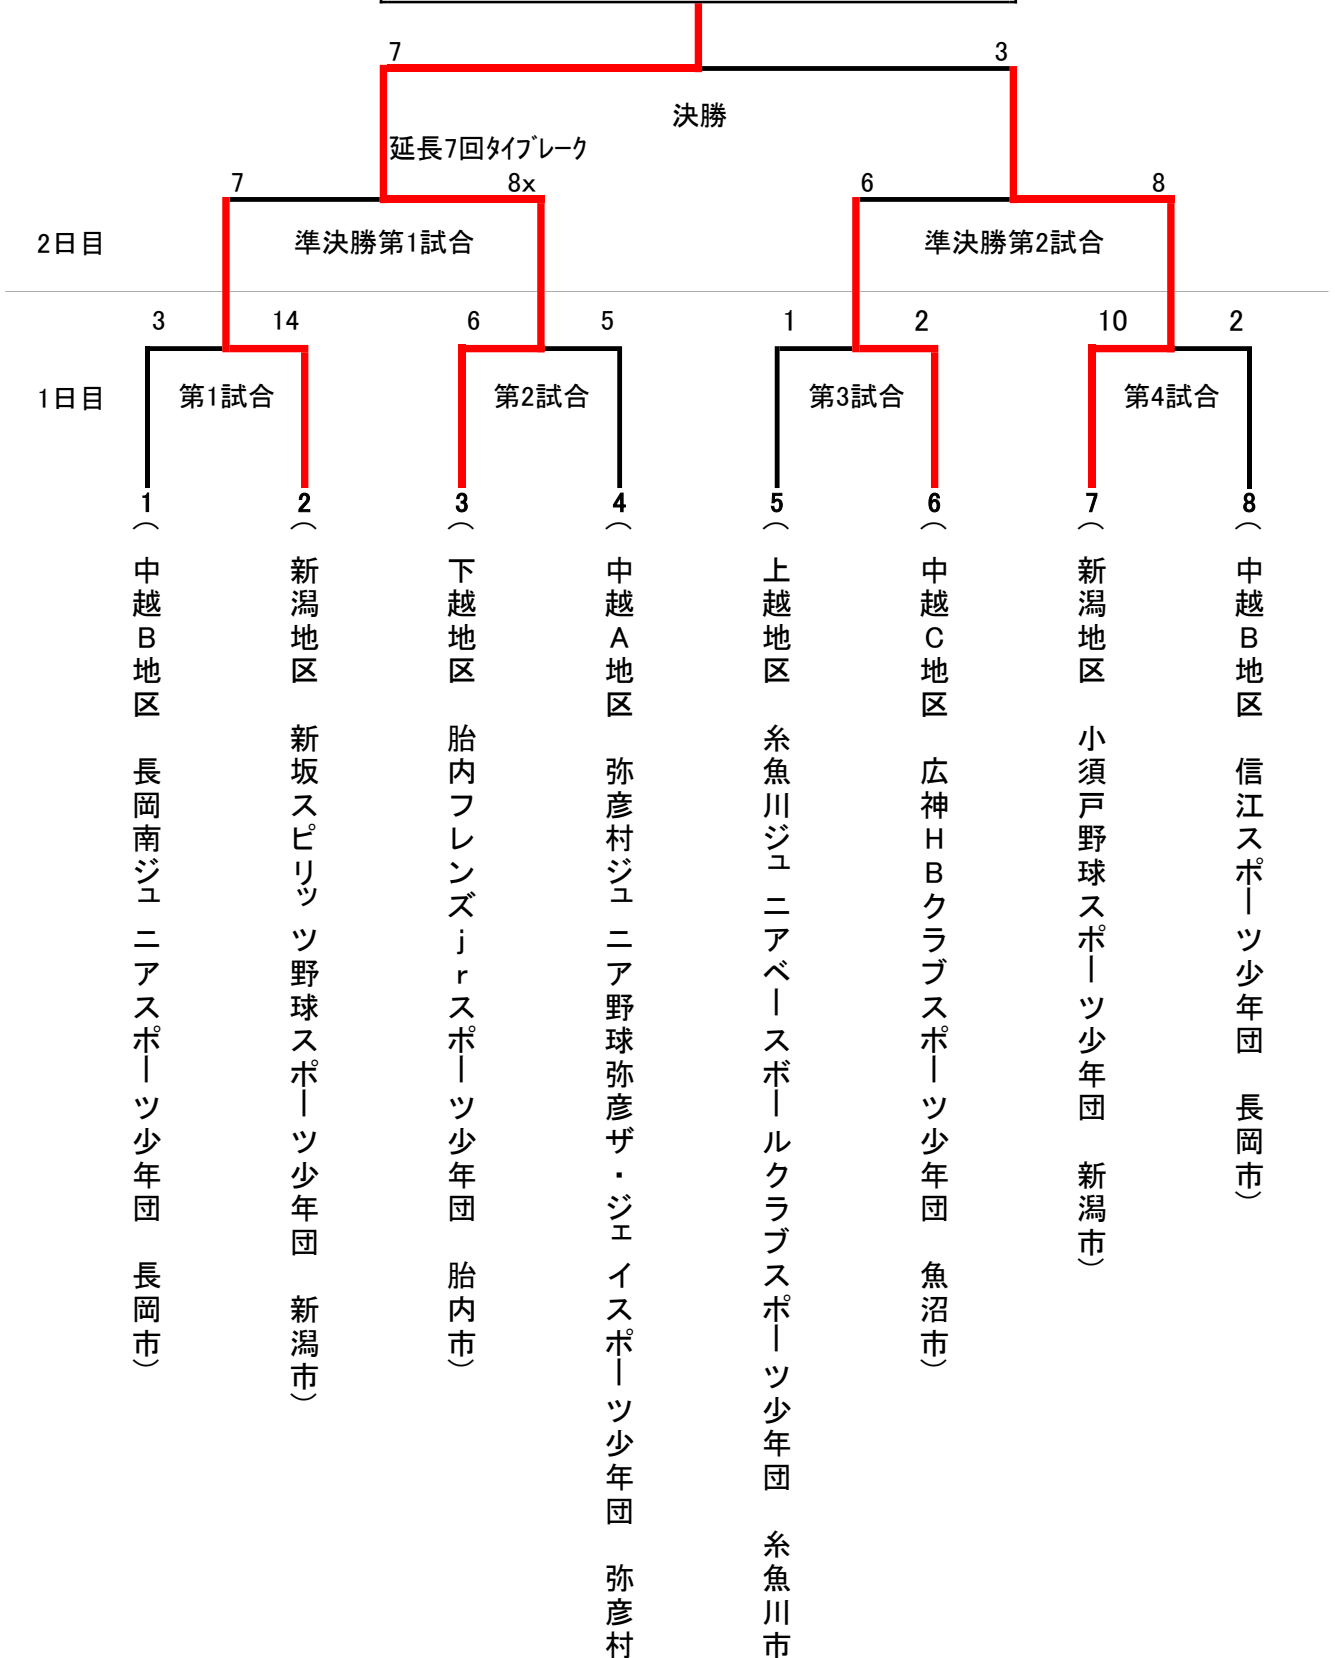 7
3
決勝
延長7回タイブレーク
7
8x
6
8
2日目
準決勝第1試合
準決勝第2試合
3
14
6
5
1
2
10
2
1日目
第1試合
第2試合
第3試合
第4試合
1
2
3
4
5
6
7
8
（中越B地区　長岡南ジュニアスポーツ少年団　長岡市）
（新潟地区　新坂スピリッツ野球スポーツ少年団　新潟市）
（下越地区　胎内フレンズjrスポーツ少年団　胎内市）
（中越A地区　弥彦村ジュニア野球弥彦ザ・ジェイスポーツ少年団　弥彦村
（上越地区　糸魚川ジュニアベースボールクラブスポーツ少年団　糸魚川市
（中越C地区　広神HBクラブスポーツ少年団　魚沼市）
（新潟地区　小須戸野球スポーツ少年団　新潟市）
（中越B地区　信江スポーツ少年団　長岡市）